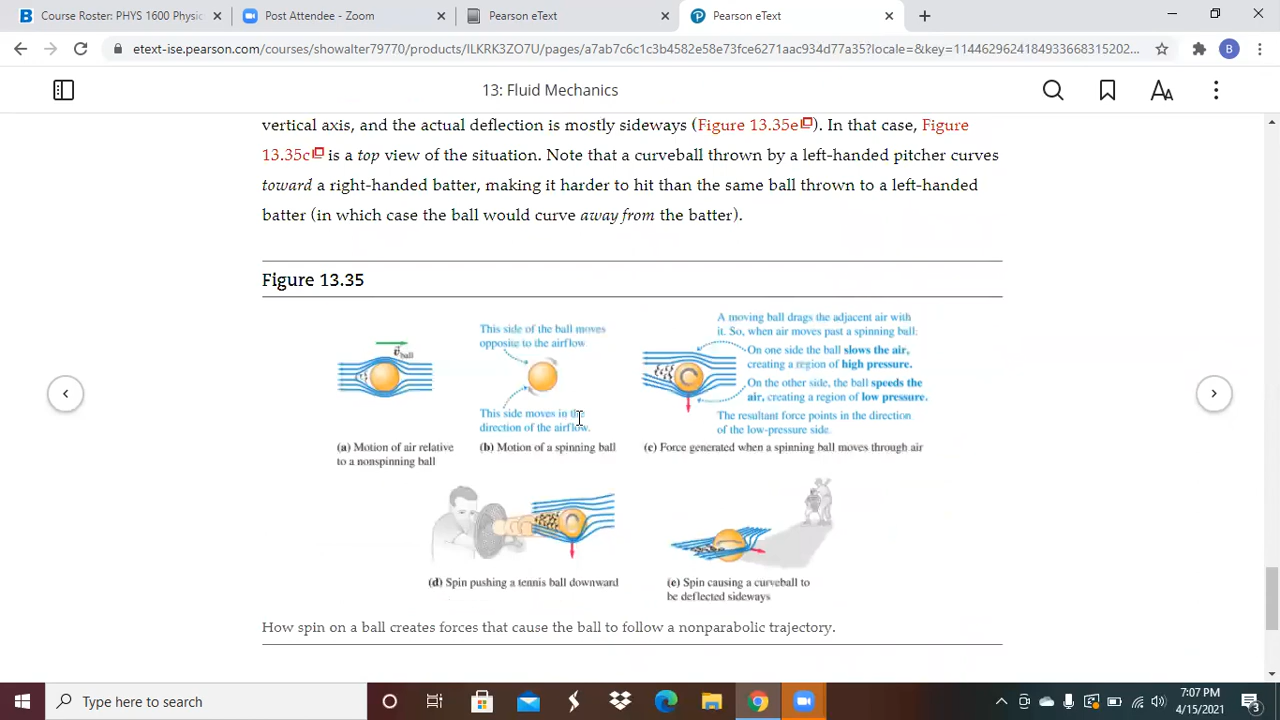 Course Roster: PHYS 1600 Physic
Post Attendee - Zoom
Pearson eText
Pearson eText
etext-ise.pearson.com/courses/showalter79770/products/ILKRK3ZO7U/pages/a7ab7c6c1c3b4582e58e73fce6271aac934d77a35?locale=&key=1144629624184933668315202...
B
13: Fluid Mechanics
vertical axis, and the actual deflection is mostly sideways (Figure 13.35e). In that case, Figure
13.35c is a top view of the situation. Note that a curveball thrown by a left-handed pitcher curves
toward a right-handed batter, making it harder to hit than the same ball thrown to a left-handed
batter (in which case the ball would curve away from the batter).
Figure 13.35
v ball
(a) Motion of air relative
to a nonspinning ball
This side of the ball moves
opposite to the airflow
This side moves in the
direction of the airflow.
(b) Motion of a spinning ball
A moving ball drags the adjacent air with
it. So, when air moves past a spinning ball:
On one side the ball slows the air,
creating a region of high pressure.
On the other side, the ball speeds the
air, creating a region of low pressure.
The resultant force points in the direction
of the low-pressure side.
(c) Force generated when a spinning ball moves through air
(d) Spin pushing a tennis ball downward
(e) Spin causing a curveball to
be deflected sideways
How spin on a ball creates forces that cause the ball to follow a nonparabolic trajectory.
Type here to search
7:07 PM
4/15/2021
3